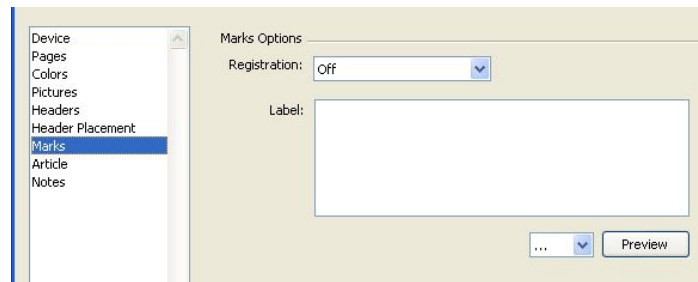 Device
Pages
Colors
Pictures
Headers
Header Placement
Marks
Article
Notes
Marks Options
Registration: Off
Label:
... Preview